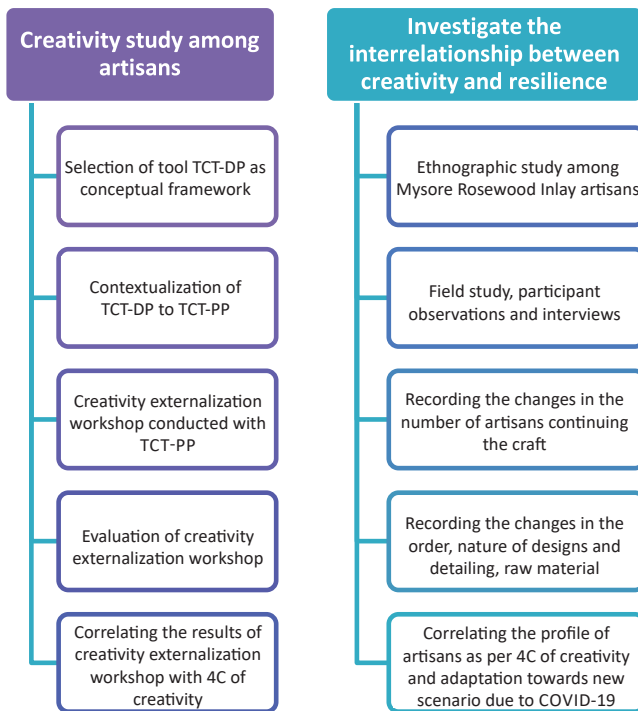 Creativity study among
artisans
Selection of tool TCT-DP as
conceptual framework
Contextualization of
TCT-DP to TCT-PP
Creativity externalization
workshop conducted with
TCT-PP
Evaluation of creativity
externalization workshop
Correlating the results of
creativity externalization
workshop with 4C of
creativity
Investigate the
interrelationship between
creativity and resilience
Ethnographic study among
Mysore Rosewood Inlay artisans
Field study, participant
observations and interviews
Recording the changes in the
number of artisans continuing
the craft
Recording the changes in the
order, nature of designs and
detailing, raw material
Correlating the profile of
artisans as per 4C of creativity
and adaptation towards new
scenario due to COVID-19